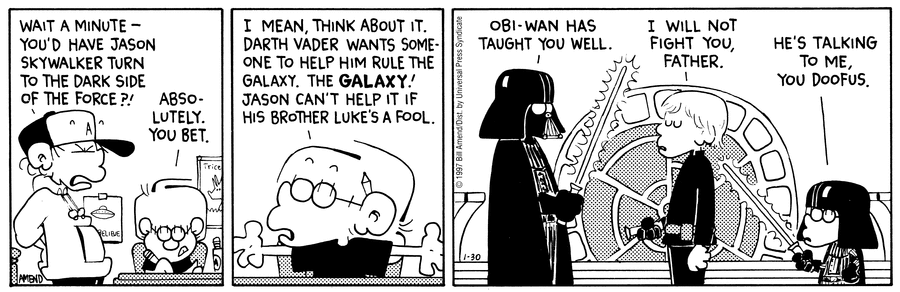 WAIT A MINUTE —
YOU'D HAVE JASON
SKYWALKER TURN
TO THE DARK SIDE
OF THE FORCE?!
ABSO-
LUTELY.
YOU BET.
A
AMEND
I MEAN, THINK ABOUT IT.
DARTH VADER WANTS SOME-
ONE TO HELP HIM RULE THE
GALAXY. THE GALAXY!
JASON CAN'T HELP IT IF
HIS BROTHER LUKE'S A FOOL.
© 1997 Bill Amend/Dist. by Universal Press Syndicate
OBI-WAN HAS
TAUGHT YOU WELL.
I WILL NOT
FIGHT YOU,
FATHER.
HE'S TALKING
TO ME,
YOU DOOFUS.
1-30